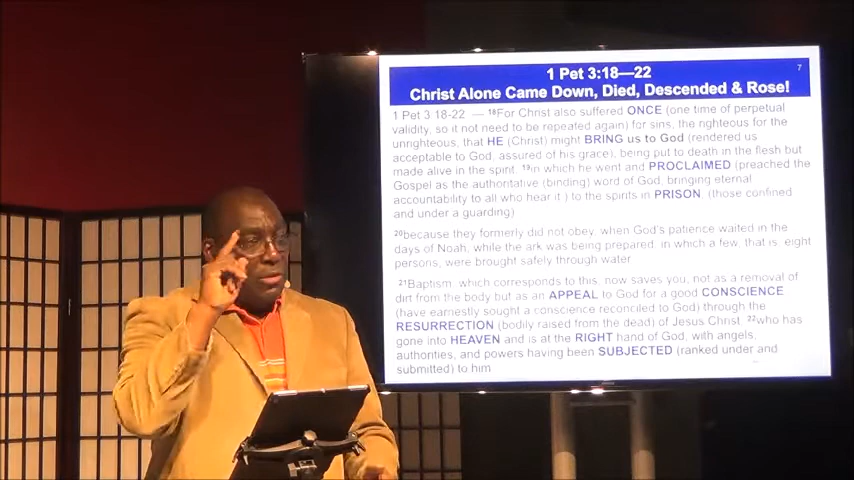 7
1 Pet 3:18—22
Christ Alone Came Down, Died, Descended & Rose!
1 Pet 3 18-22 — 18For Christ also suffered ONCE (one time of perpetual
validity, so it not need to be repeated again) for sins, the righteous for the
unrighteous, that HE (Christ) might BRING us to God (rendered us
acceptable to God, assured of his grace), being put to death in the flesh but
made alive in the spirit, 19in which he went and PROCLAIMED (preached the
Gospel as the authortative (binding) word of God, bringing eternal
accountability to all who hear it ) to the spirits in PRISON (those confined
and under a guarding)
20because they formerly did not obey, when God's patience waited in the
days of Noah, while the ark was being prepared, in which a few, that is, eight
persons, were brought safely through water
21Baptism, which corresponds to this, now saves you, not as a removal of
dirt from the body but as an APPEAL to God for a good CONSCIENCE
(have earnestly sought a conscience reconciled to God) through the
RESURRECTION (bodily raised from the dead) of Jesus Christ, 22who has
gone into HEAVEN and is at the RIGHT hand of God, with angels,
authorities, and powers having been SUBJECTED (ranked under and
submitted) to him